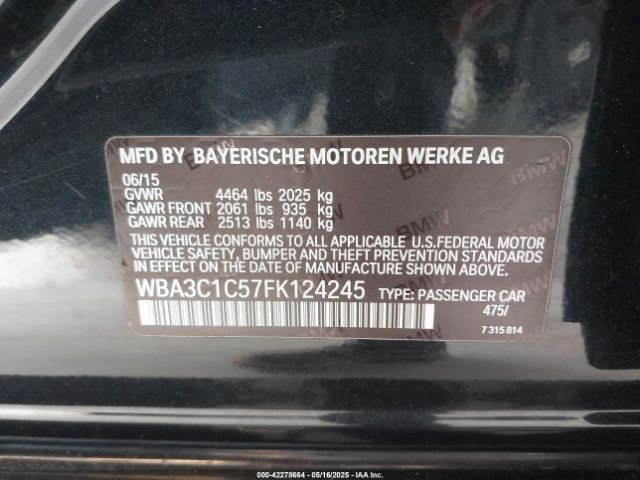 MFD BY BAYERISCHE MOTOREN WERKE AG
06/15
GVWR 4464 lbs 2025 kg
GAWR FRONT 2061 lbs 935 kg
GAWR REAR 2513 lbs 1140 kg
THIS VEHICLE CONFORMS TO ALL APPLICABLE U.S.FEDERAL MOTOR
VEHICLE SAFETY, BUMPER, AND THEFT PREVENTION STANDARDS
IN EFFECT ON THE DATE OF MANUFACTURE SHOWN ABOVE.
WBA3C1C57FK124245 TYPE: PASSENGER CAR
475/
7 315 814
000-42278664 - 05/16/2025 - IAA Inc.